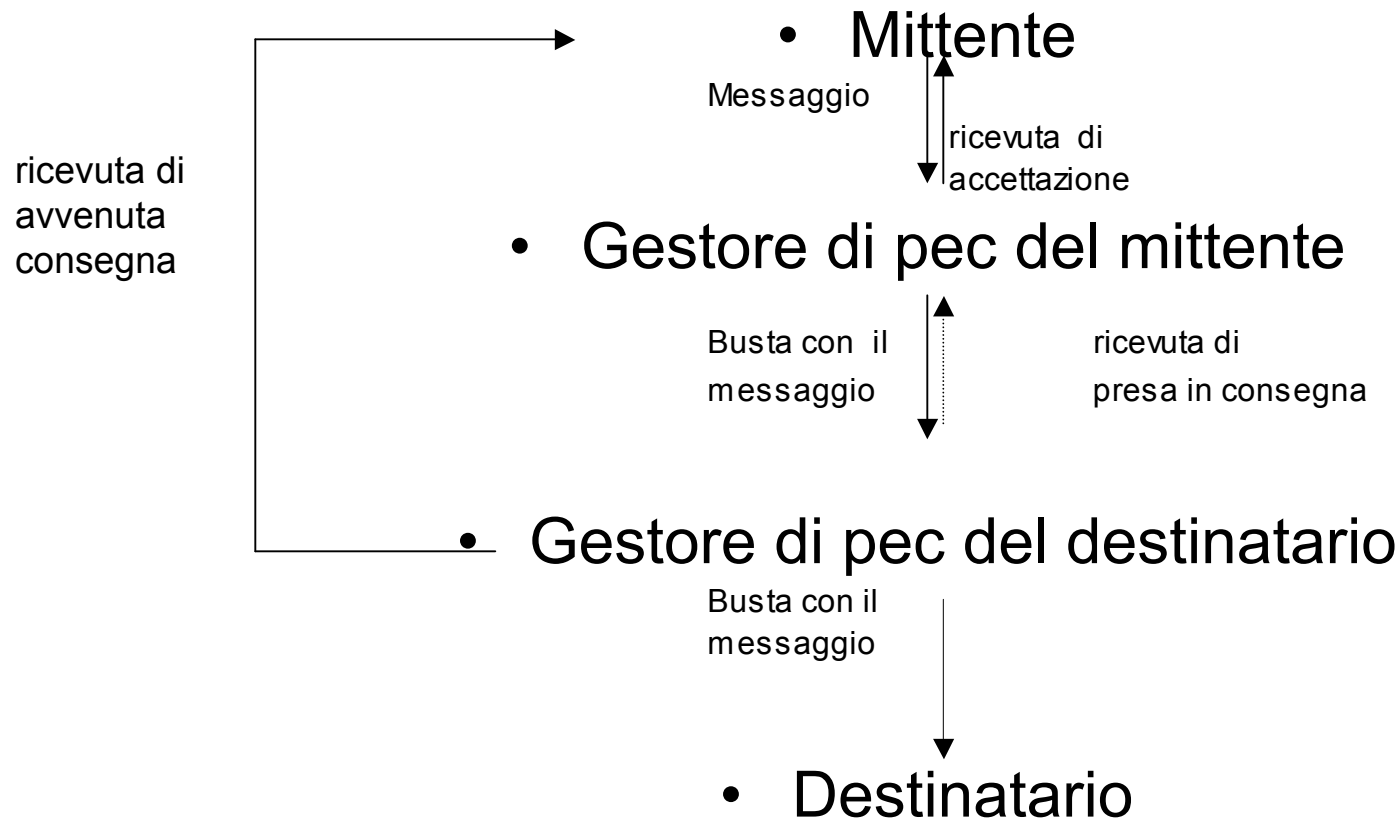 • Mittente
Messaggio
ricevuta di
accettazione
ricevuta di
avvenuta
consegna
• Gestore di pec del mittente
Busta con il
messaggio
ricevuta di
presa in consegna
• Gestore di pec del destinatario
Busta con il
messaggio
• Destinatario